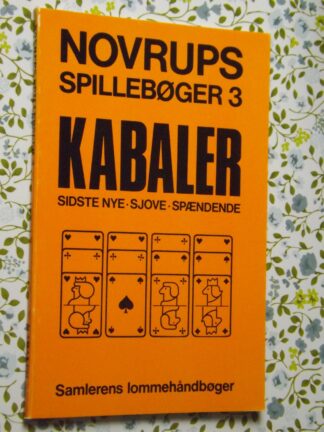 NOVRUPS
SPILLEBØGER 3
KABALER
SIDSTE NYE · SJOVE · SPÆNDENDE
Samlerens lommehåndbøger